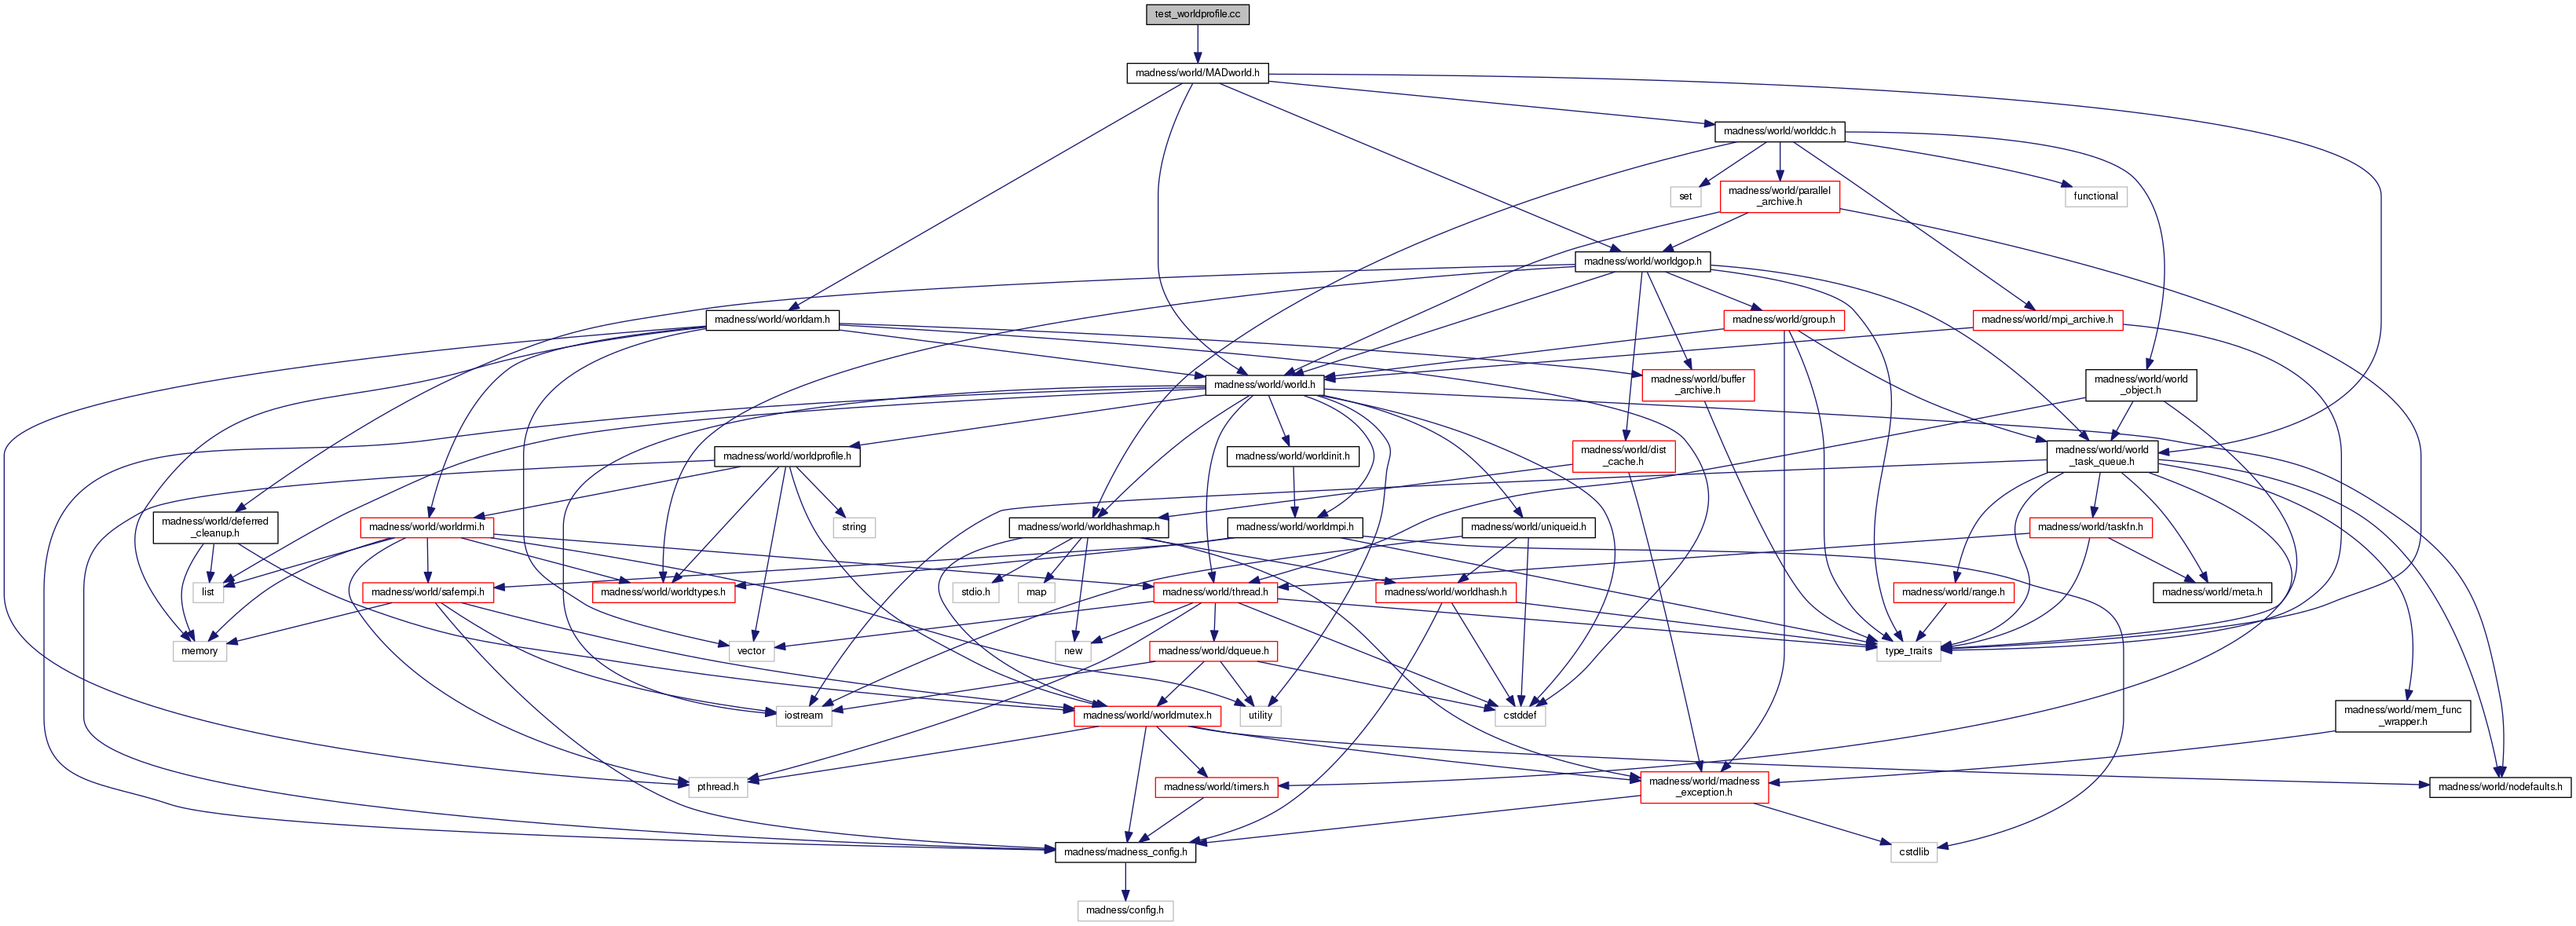 test_worldprofile.cc
madness/world/MADworld.h
madness/world/worlddc.h
set
madness/world/parallel
_archive.h
functional
madness/world/worldgop.h
madness/world/worldam.h
madness/world/group.h
madness/world/mpi_archive.h
madness/world/world.h
madness/world/buffer
_archive.h
madness/world/world
_object.h
madness/world/worldprofile.h
madness/world/worldinit.h
madness/world/dist
_cache.h
madness/world/world
_task_queue.h
madness/world/deferred
_cleanup.h
madness/world/worldrmi.h
string
madness/world/worldhashmap.h
madness/world/worldmpi.h
madness/world/uniqueid.h
madness/world/taskfn.h
list
madness/world/safempi.h
madness/world/worldtypes.h
stdio.h
map
madness/world/thread.h
madness/world/worldhash.h
madness/world/range.h
madness/world/meta.h
memory
vector
new
madness/world/dqueue.h
type_traits
iostream
madness/world/worldmutex.h
utility
cstddef
madness/world/mem_func
_wrapper.h
pthread.h
madness/world/timers.h
madness/world/madness
_exception.h
madness/world/nodefaults.h
madness/madness_config.h
cstdlib
madness/config.h